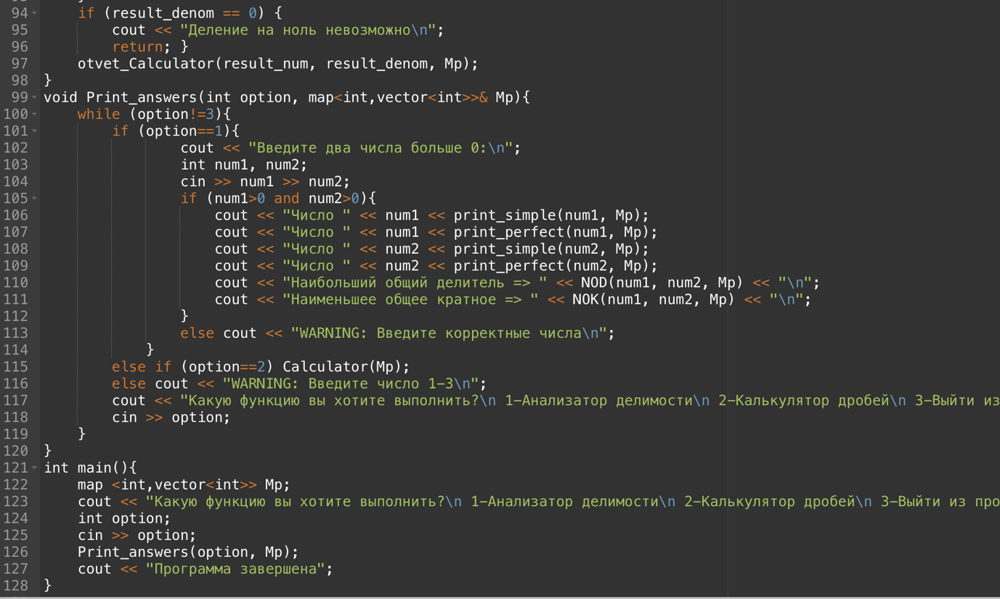 94 if (result_denom == 0) {
95 cout << "Деление на ноль невозможно\n";
96 return; }
97 otvet_Calculator(result_num, result_denom, Mp);
98 }
99 void Print_answers(int option, map<int,vector<int>>& Mp){
100 while (option!=3){
101 if (option==1){
102 cout << "Введите два числа больше 0:\n";
103 int num1, num2;
104 cin >> num1 >> num2;
105 if (num1>0 and num2>0){
106 cout << "Число " << num1 << print_simple(num1, Mp);
107 cout << "Число " << num1 << print_perfect(num1, Mp);
108 cout << "Число " << num2 << print_simple(num2, Mp);
109 cout << "Число " << num2 << print_perfect(num2, Mp);
110 cout << "Наибольший общий делитель => " << NOD(num1, num2, Mp) << "\n";
111 cout << "Наименьшее общее кратное => " << NOK(num1, num2, Mp) << "\n";
112 }
113 else cout << "WARNING: Введите корректные числа\n";
114 }
115 else if (option==2) Calculator(Mp);
116 else cout << "WARNING: Введите число 1-3\n";
117 cout << "Какую функцию вы хотите выполнить?\n 1-Анализатор делимости\n 2-Калькулятор дробей\n 3-Выйти из
118 cin >> option;
119 }
120 }
121 int main(){
122 map <int,vector<int>> Mp;
123 cout << "Какую функцию вы хотите выполнить?\n 1-Анализатор делимости\n 2-Калькулятор дробей\n 3-Выйти из про
124 int option;
125 cin >> option;
126 Print_answers(option, Mp);
127 cout << "Программа завершена";
128 }